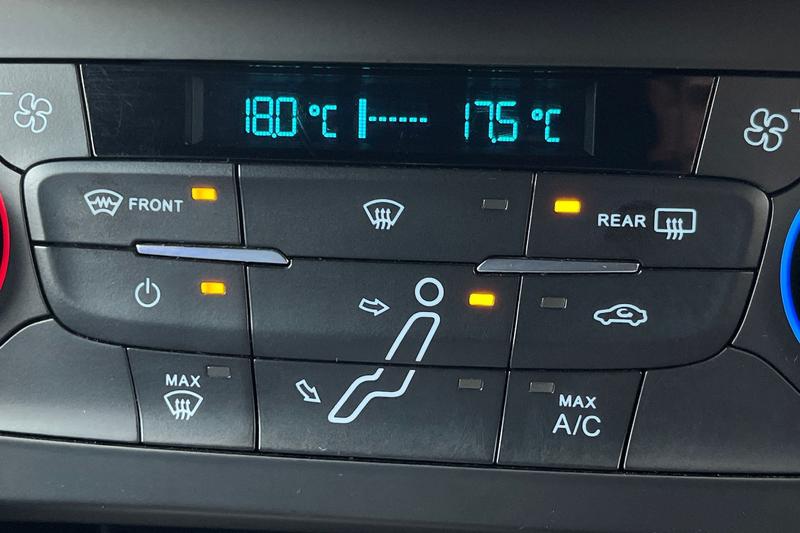 18.0 °C 17.5 °C
FRONT
REAR
MAX
MAX
A/C